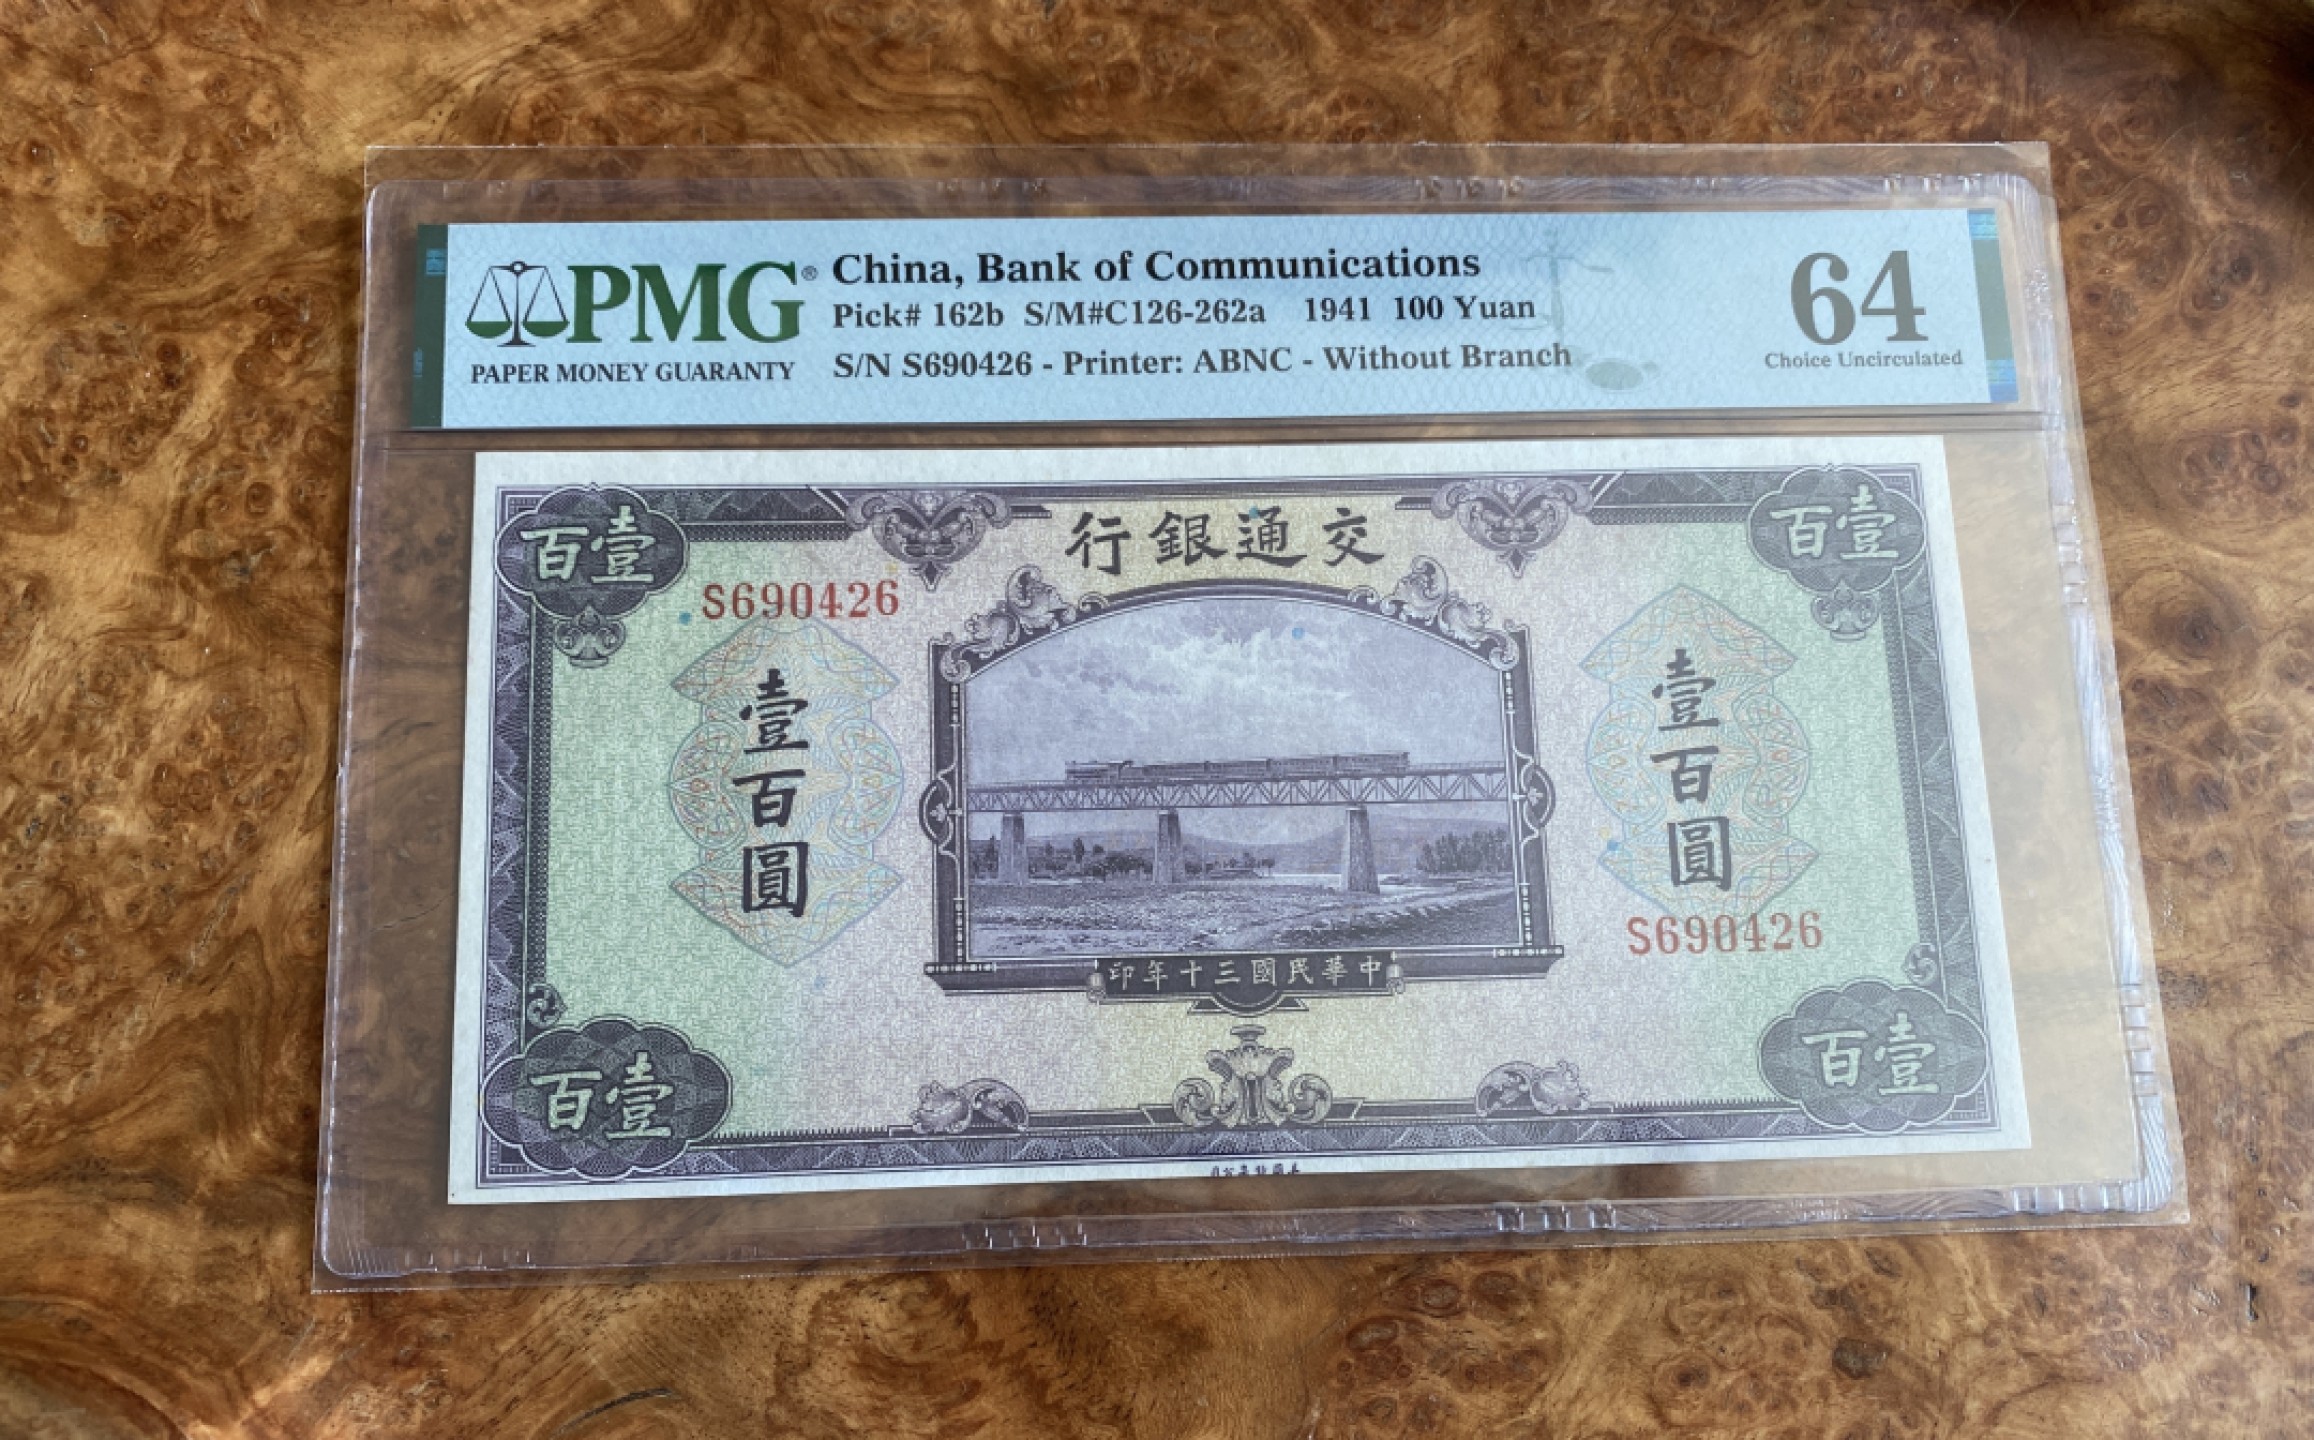 PMG®
PAPER MONEY GUARANTY
China, Bank of Communications
Pick# 162b S/M#C126-262a 1941 100 Yuan
S/N S690426 - Printer: ABNC - Without Branch
64
Choice Uncirculated
行銀通交
百壹
百壹
S690426
壹百圓
壹百圓
S690426
印年十三國民華中
百壹
百壹